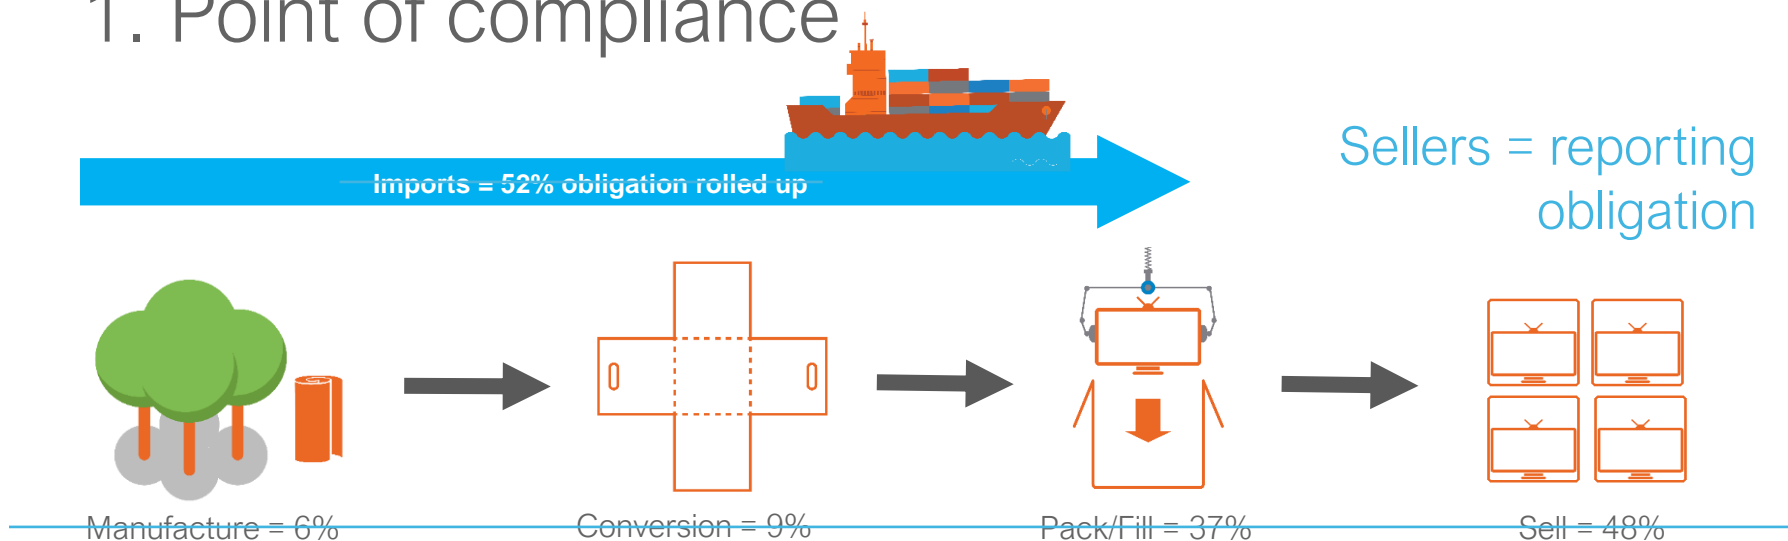 1. Point of compliance
Imports = 52% obligation rolled up
Sellers = reporting
obligation
Manufacture = 6%
Conversion = 9%
Pack/Fill = 37%
Sell = 48%